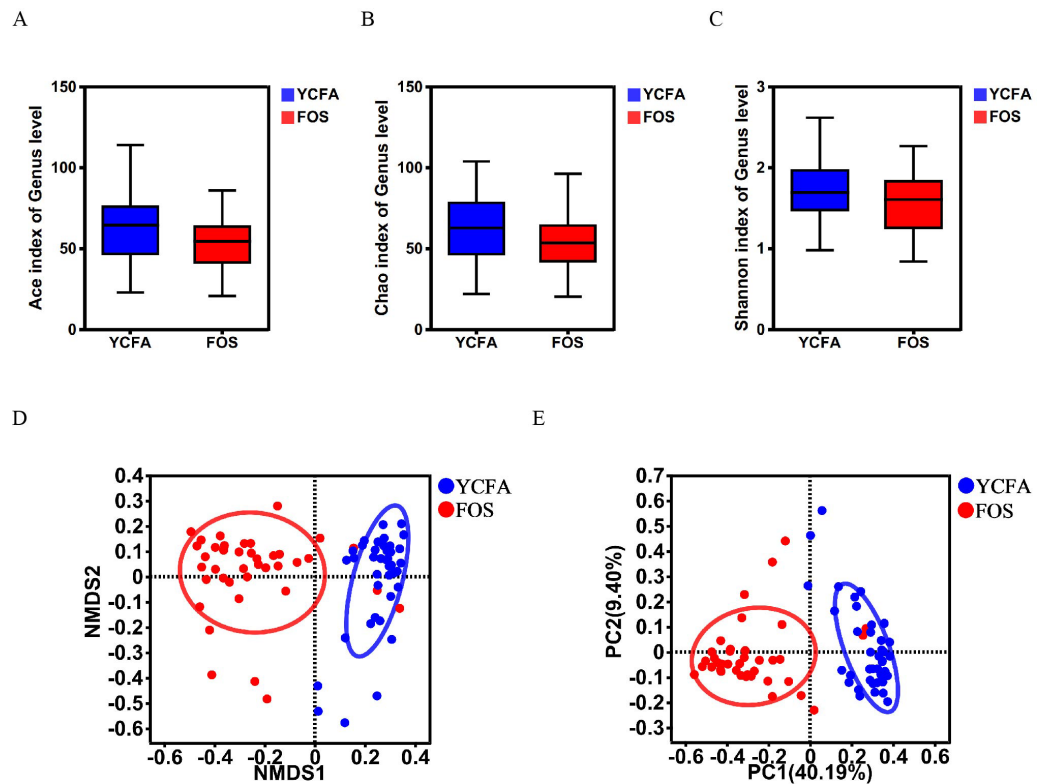 A
B
C
Ace index of Genus level
150
100
50
0
YCFA
FOS
YCFA
FOS
Chao index of Genus level
150
100
50
0
YCFA
FOS
YCFA
FOS
Shannon index of Genus level
3
2
1
0
YCFA
FOS
YCFA
FOS
D
E
NMDS2
0.4
0.3
0.2
0.1
0
-0.1
-0.2
-0.3
-0.4
-0.5
-0.6
-0.6
-0.4
-0.2
0
0.2
0.4
NMDS1
YCFA
FOS
PC2(9.40%)
0.7
0.6
0.5
0.4
0.3
0.2
0.1
0
-0.1
-0.2
-0.3
-0.6
-0.4
-0.2
0
0.2
0.4
0.6
PC1(40.19%)
YCFA
FOS